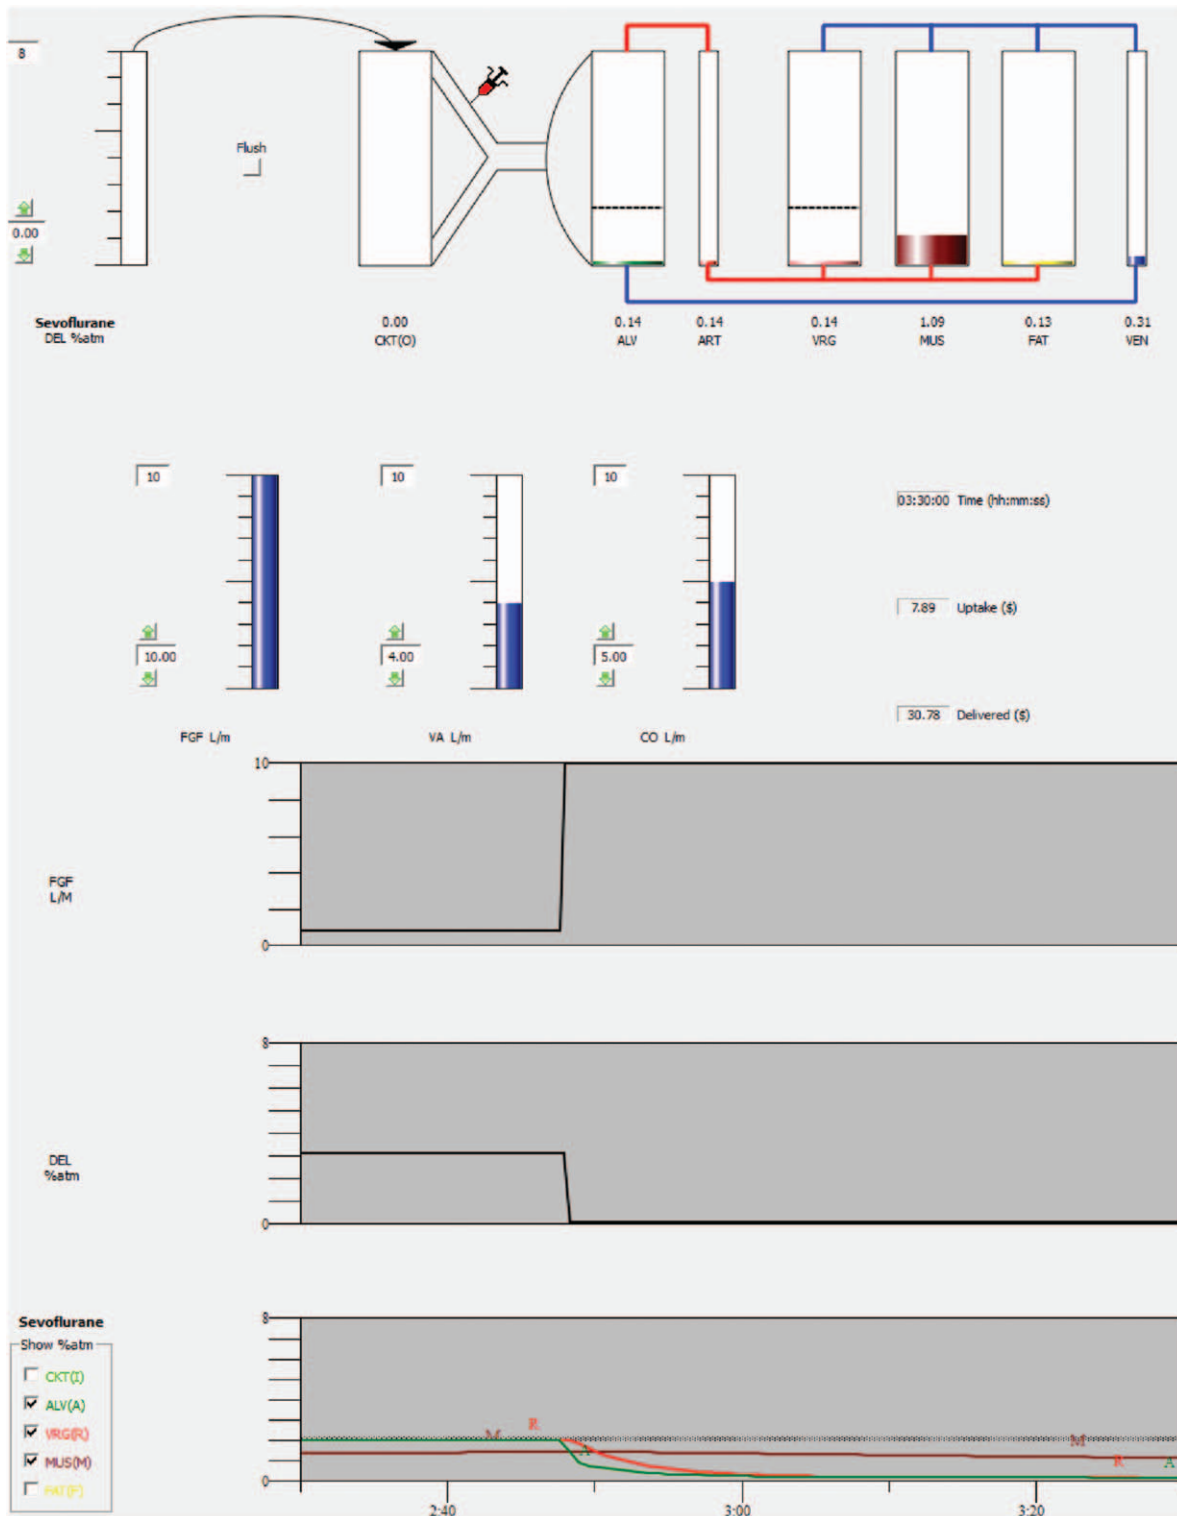 8
Flush
0.00
Sevoflurane
DEL %atm
0.00
CKT(O)
0.14
ALV
0.14
ART
0.14
VRG
1.09
MUS
0.13
FAT
0.31
VEN
10
10
10
03:30:00 Time (hh:mm:ss)
7.89 Uptake ($)
10.00
4.00
5.00
30.78 Delivered ($)
FGF L/m
VA L/m
CO L/m
10
FGF
L/M
0
8
DEL
%atm
0
Sevoflurane
8
Show %atm
CKT(I)
ALV(A)
VRG(R)
MUS(M)
FAT(F)
R
M
A
M
R
A
0
2:40
3:00
3:20